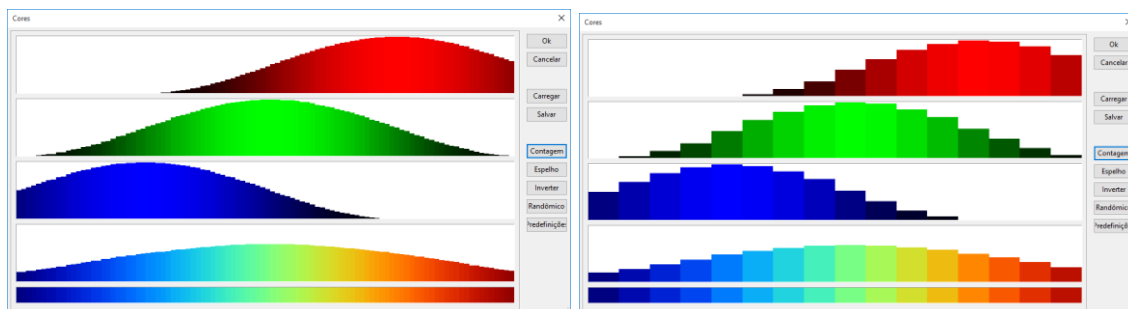 Cores
Ok
Cancelar
Carregar
Salvar
Contagem
Espelho
Inverter
Randômico
Predefinições
Cores
Ok
Cancelar
Carregar
Salvar
Contagem
Espelho
Inverter
Randômico